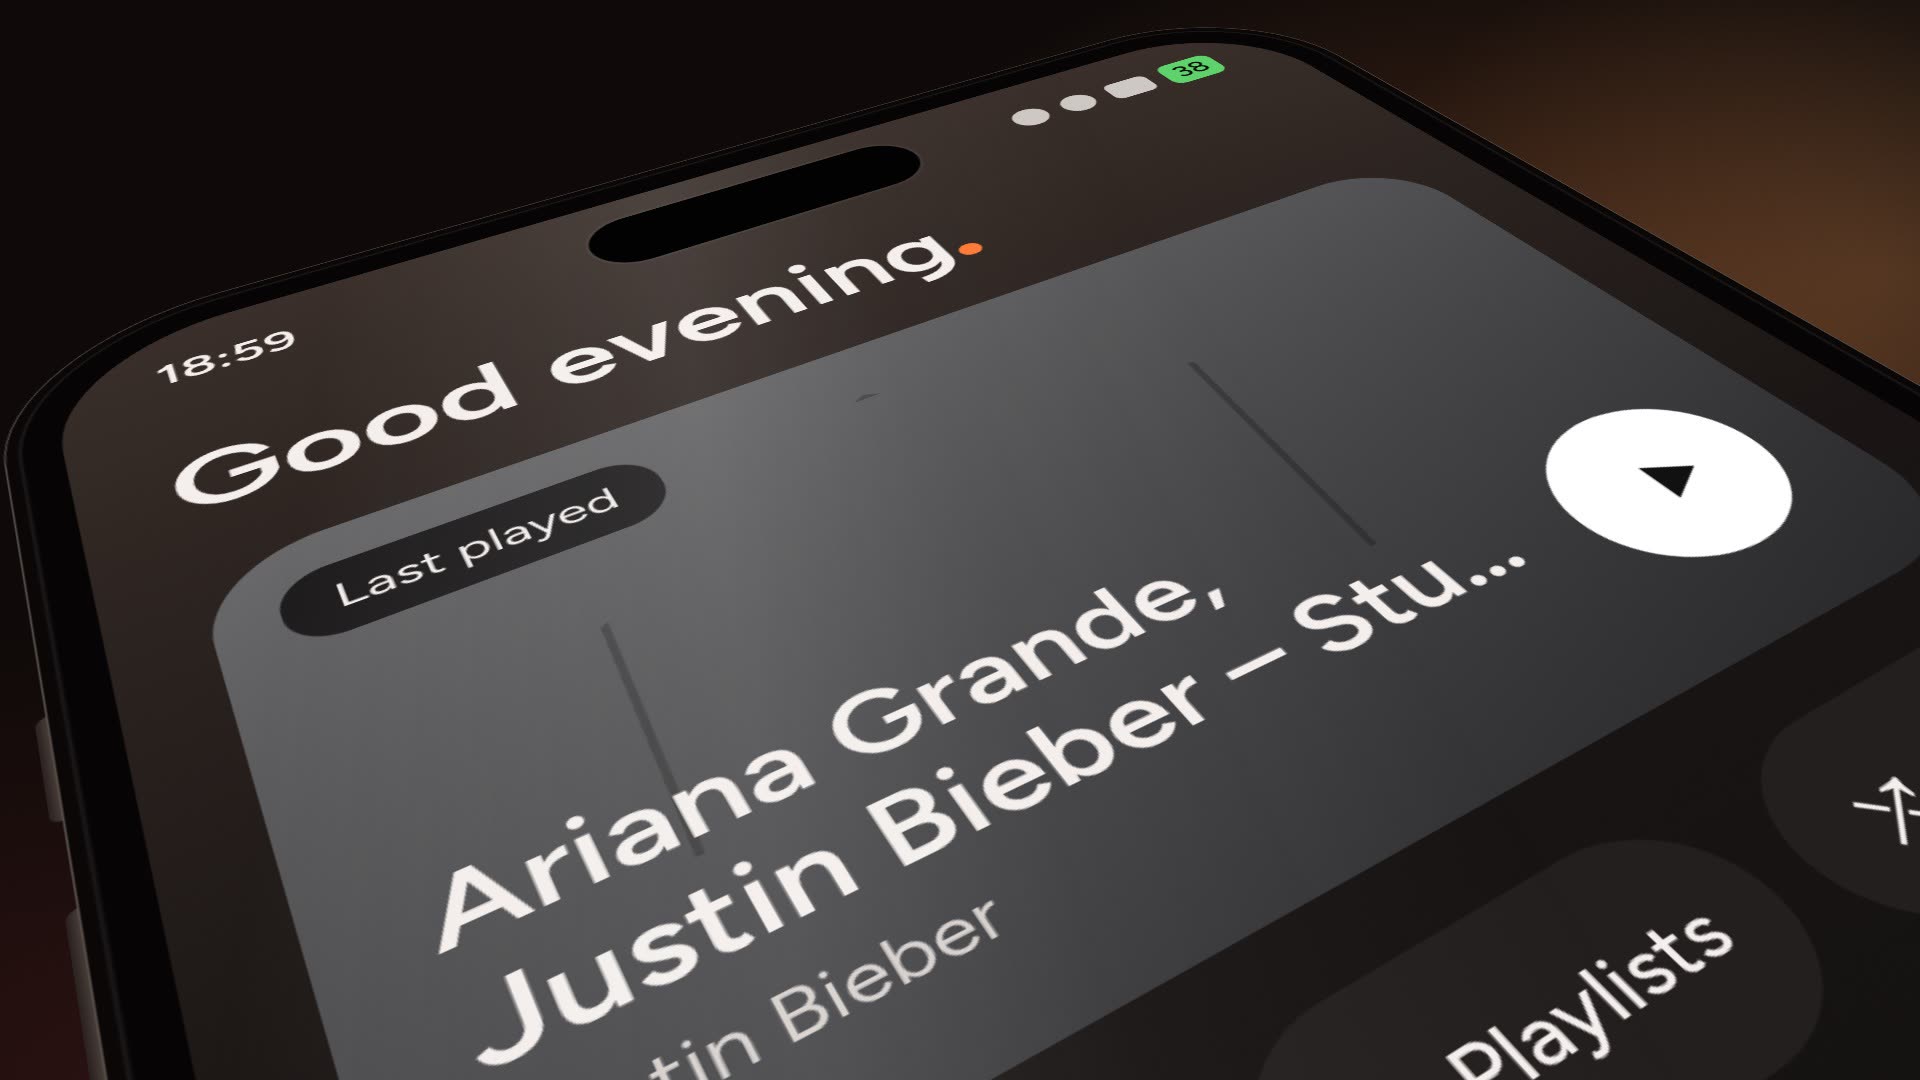 18:59
38
Good evening.
Last played
Ariana Grande,
Justin Bieber – Stu...
tin Bieber
Playlists